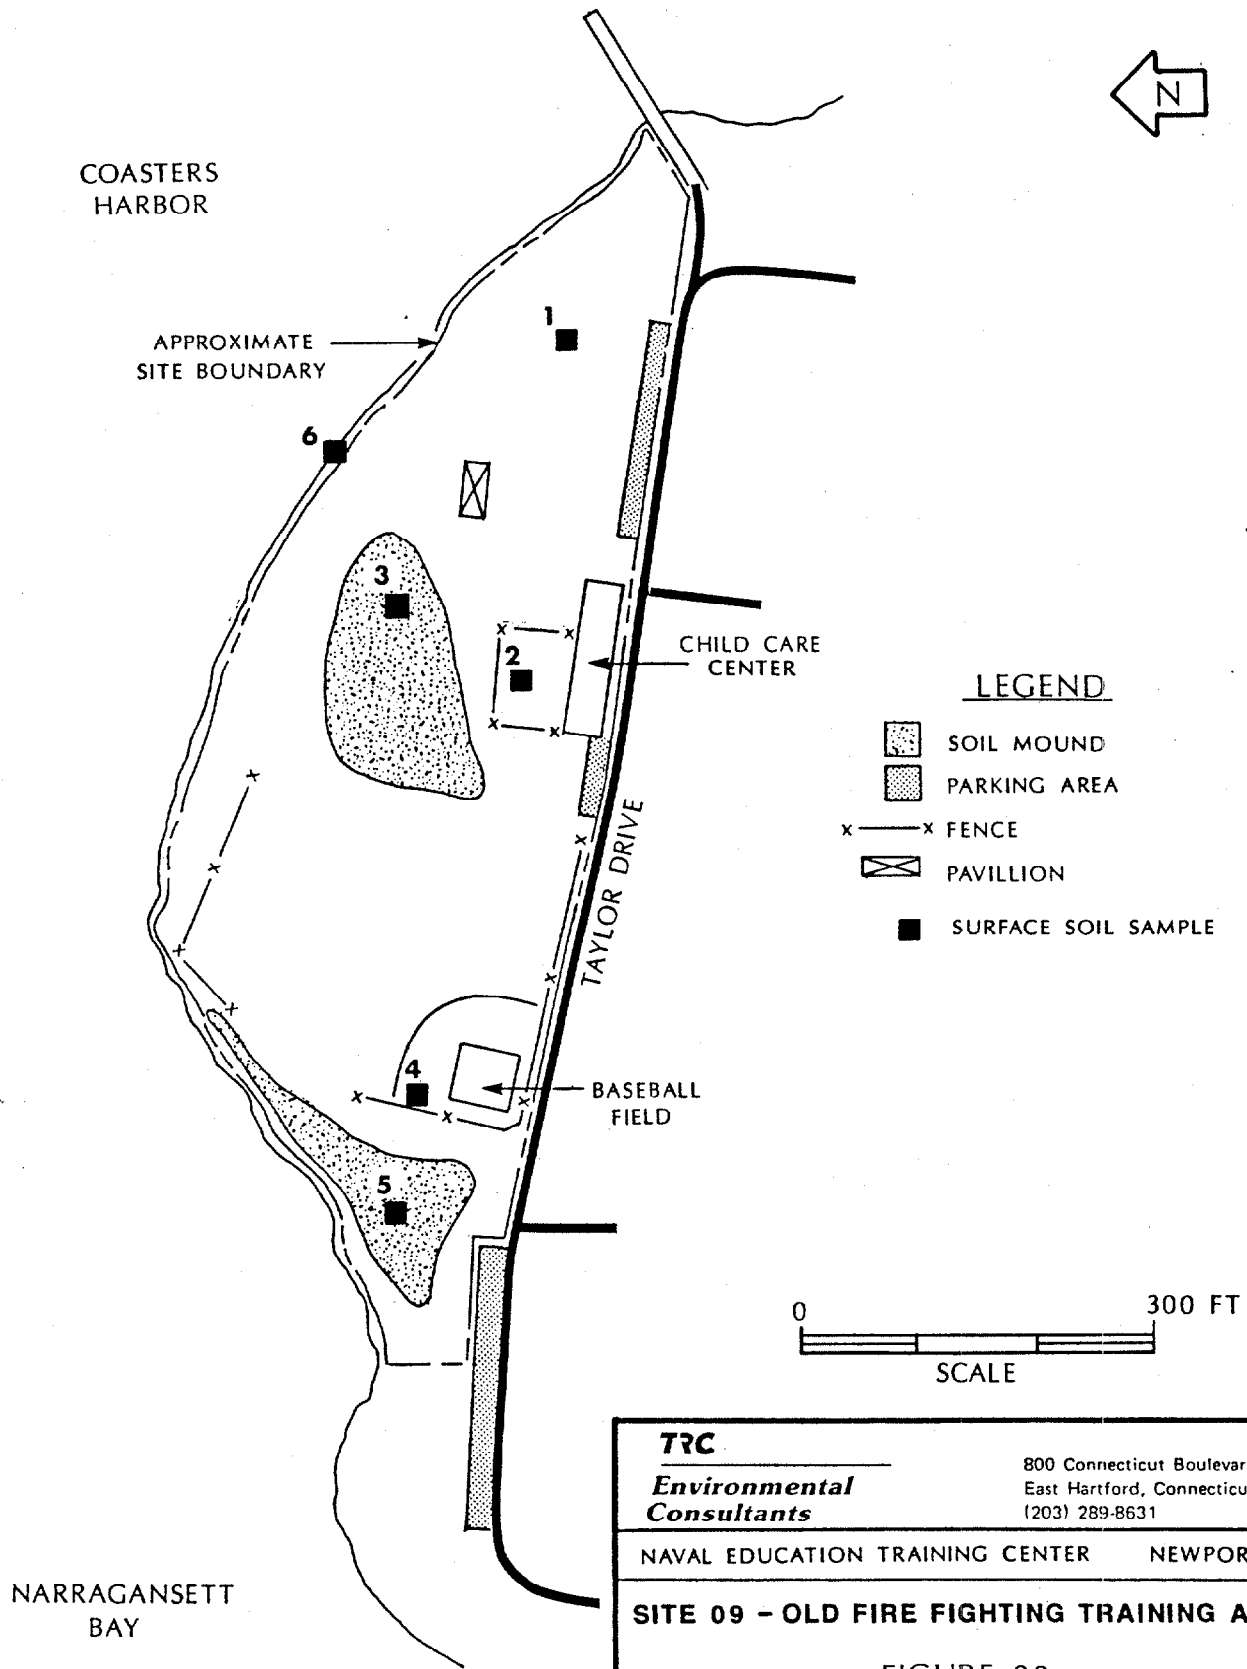 N
COASTERS
HARBOR
1
APPROXIMATE
SITE BOUNDARY
6
3
2
CHILD CARE
CENTER
LEGEND
SOIL MOUND
PARKING AREA
x x FENCE
PAVILLION
SURFACE SOIL SAMPLE
TAYLOR DRIVE
4
BASEBALL
FIELD
5
0 300 FT
SCALE
TRC
Environmental
Consultants
800 Connecticut Boulevar
East Hartford, Connecticu
(203) 289-8631
NAVAL EDUCATION TRAINING CENTER NEWPOR
SITE 09 - OLD FIRE FIGHTING TRAINING A
NARRAGANSETT
BAY